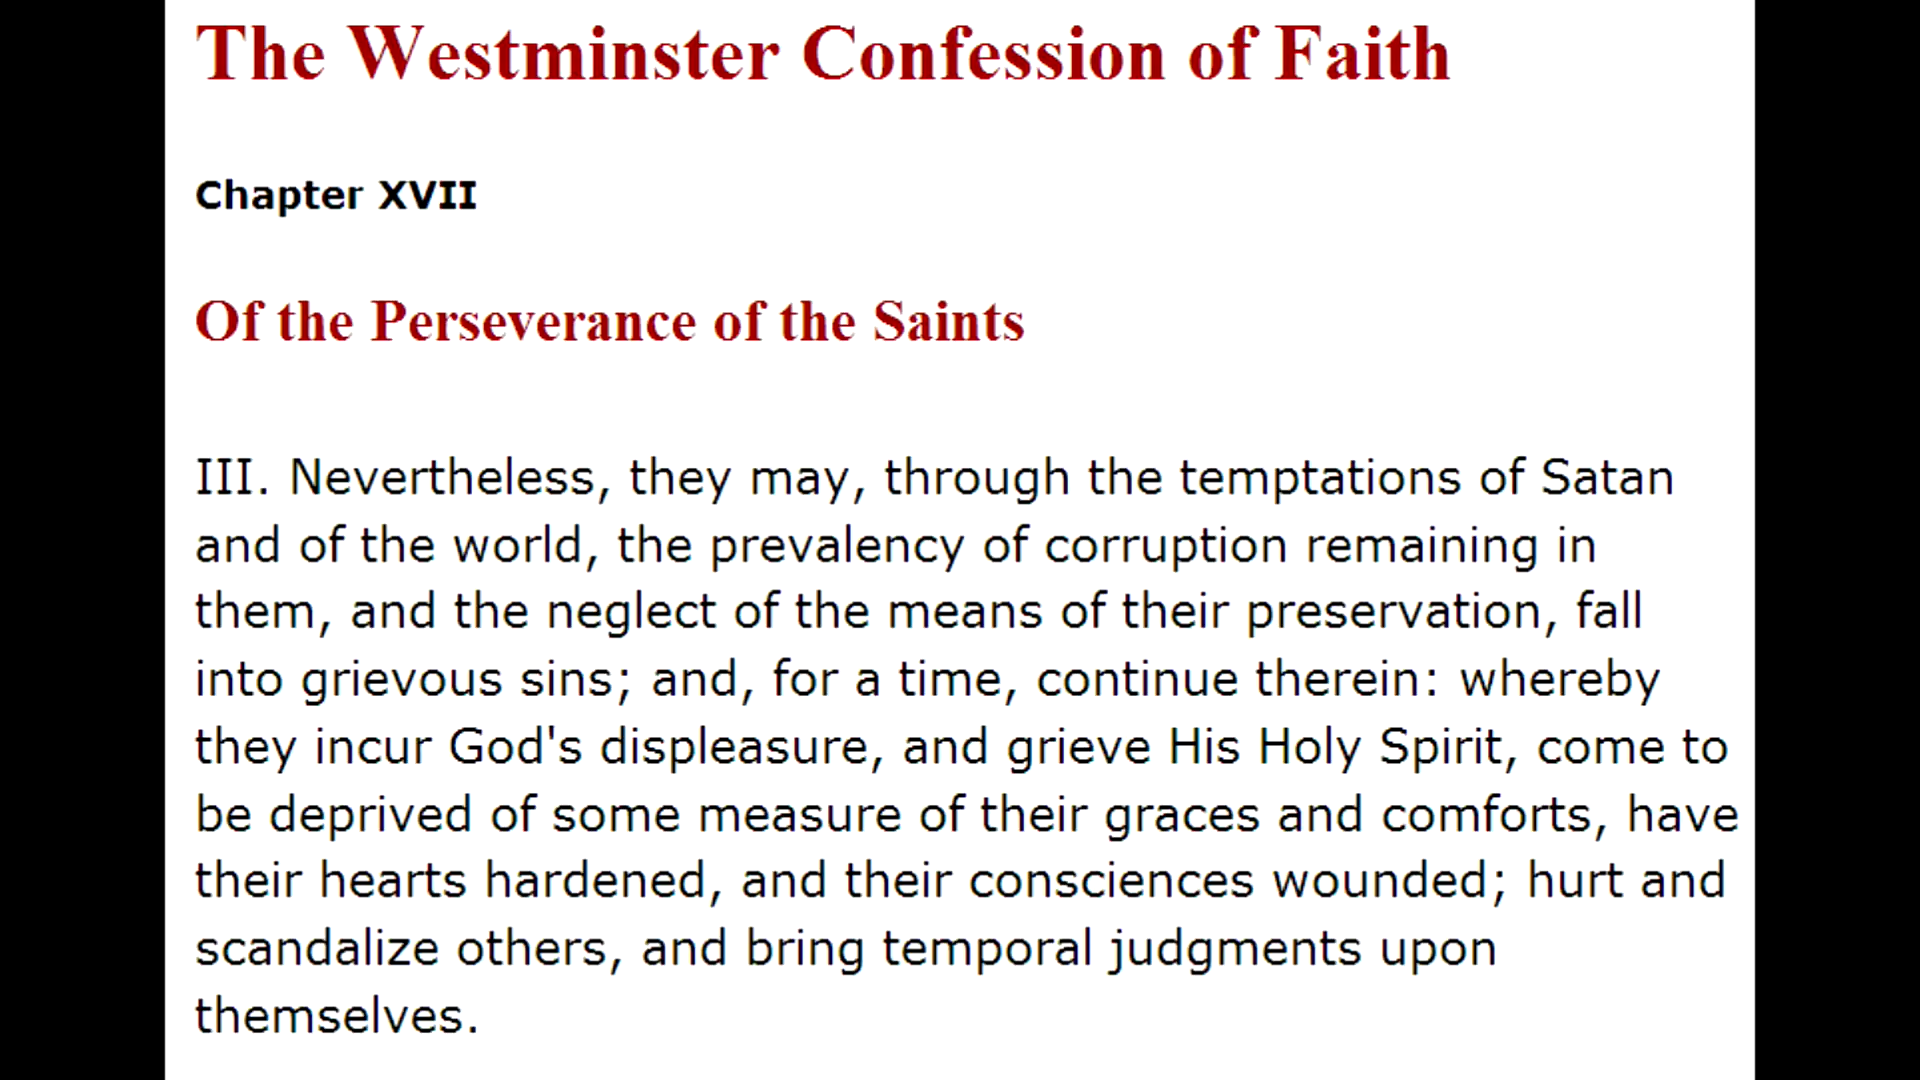 The Westminster Confession of Faith
Chapter XVII
Of the Perseverance of the Saints
III. Nevertheless, they may, through the temptations of Satan
and of the world, the prevalency of corruption remaining in
them, and the neglect of the means of their preservation, fall
into grievous sins; and, for a time, continue therein: whereby
they incur God's displeasure, and grieve His Holy Spirit, come to
be deprived of some measure of their graces and comforts, have
their hearts hardened, and their consciences wounded; hurt and
scandalize others, and bring temporal judgments upon
themselves.